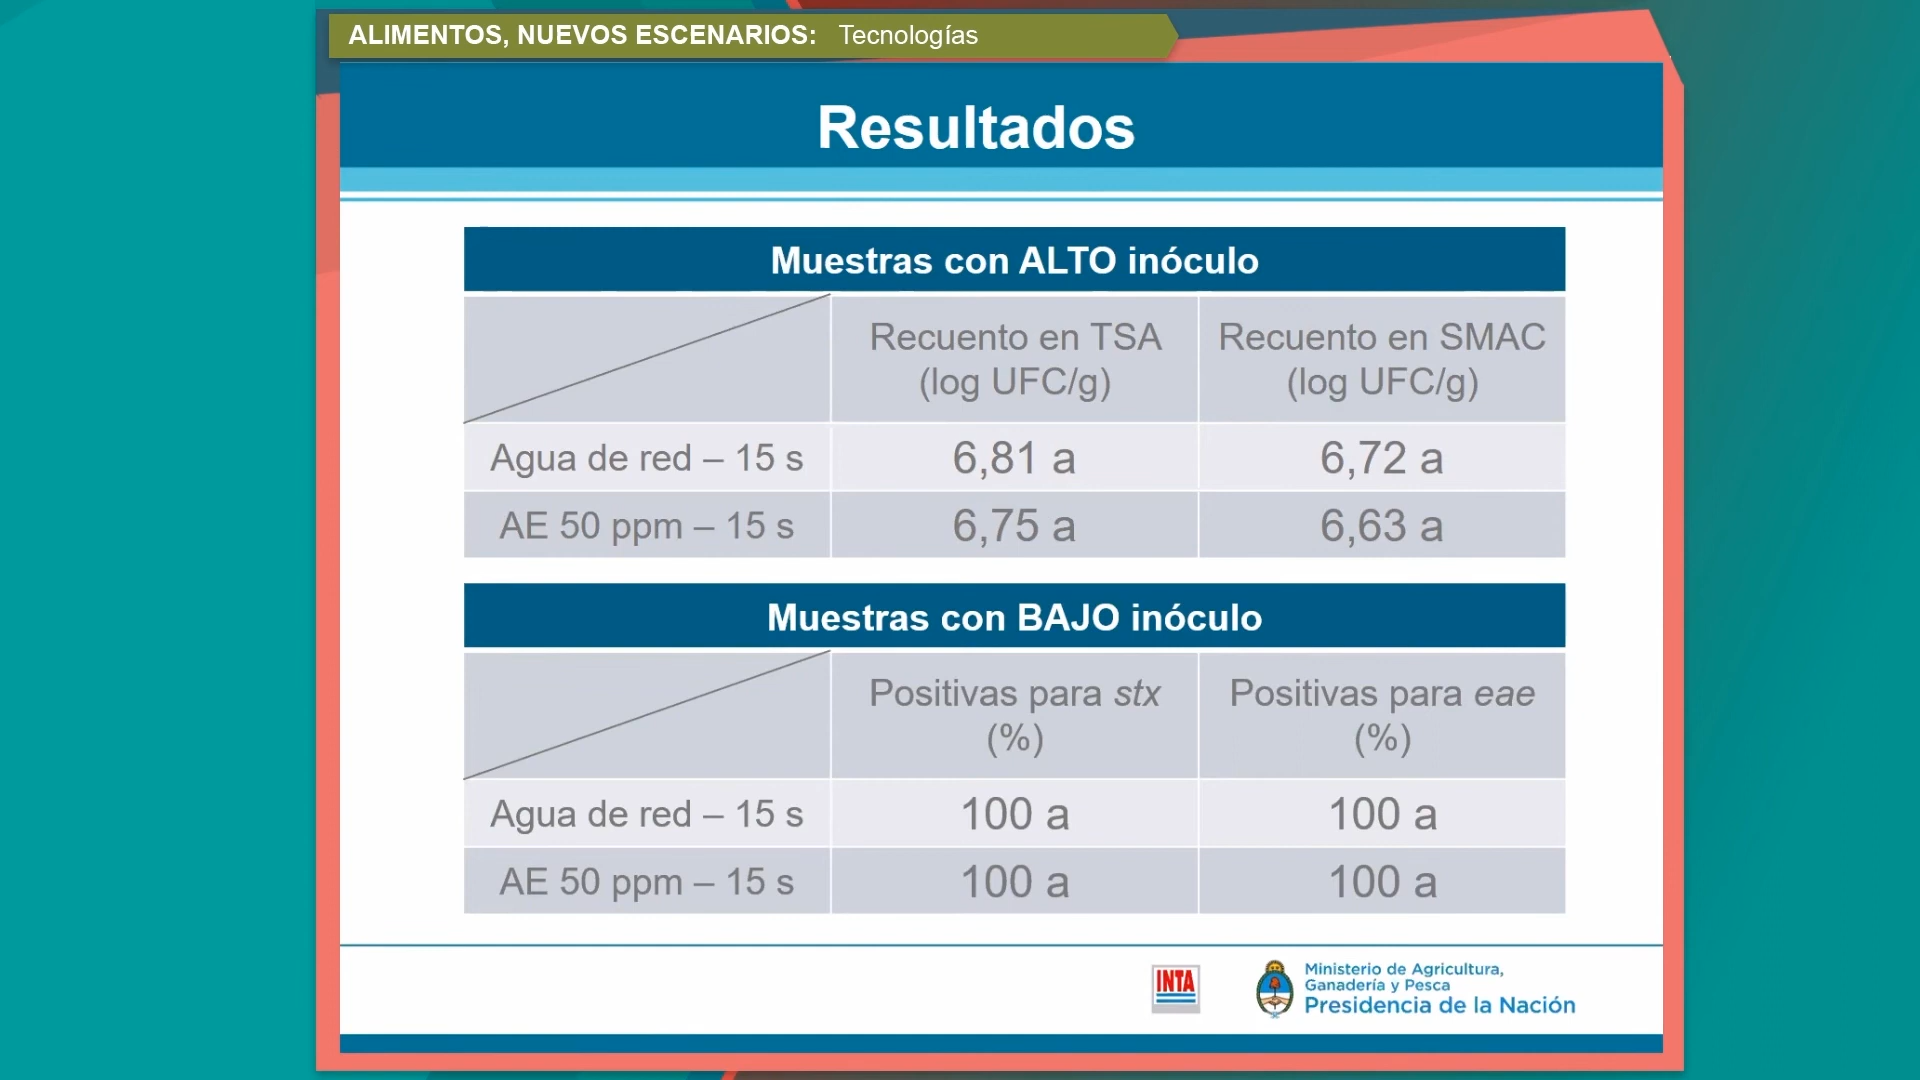 ALIMENTOS, NUEVOS ESCENARIOS: Tecnologías
Resultados
Muestras con ALTO inóculo
Recuento en TSA (log UFC/g)
Recuento en SMAC (log UFC/g)
Agua de red – 15 s 6,81 a 6,72 a
AE 50 ppm – 15 s 6,75 a 6,63 a
Muestras con BAJO inóculo
Positivas para stx (%)
Positivas para eae (%)
Agua de red – 15 s 100 a 100 a
AE 50 ppm – 15 s 100 a 100 a
INTA
Ministerio de Agricultura,
Ganadería y Pesca
Presidencia de la Nación